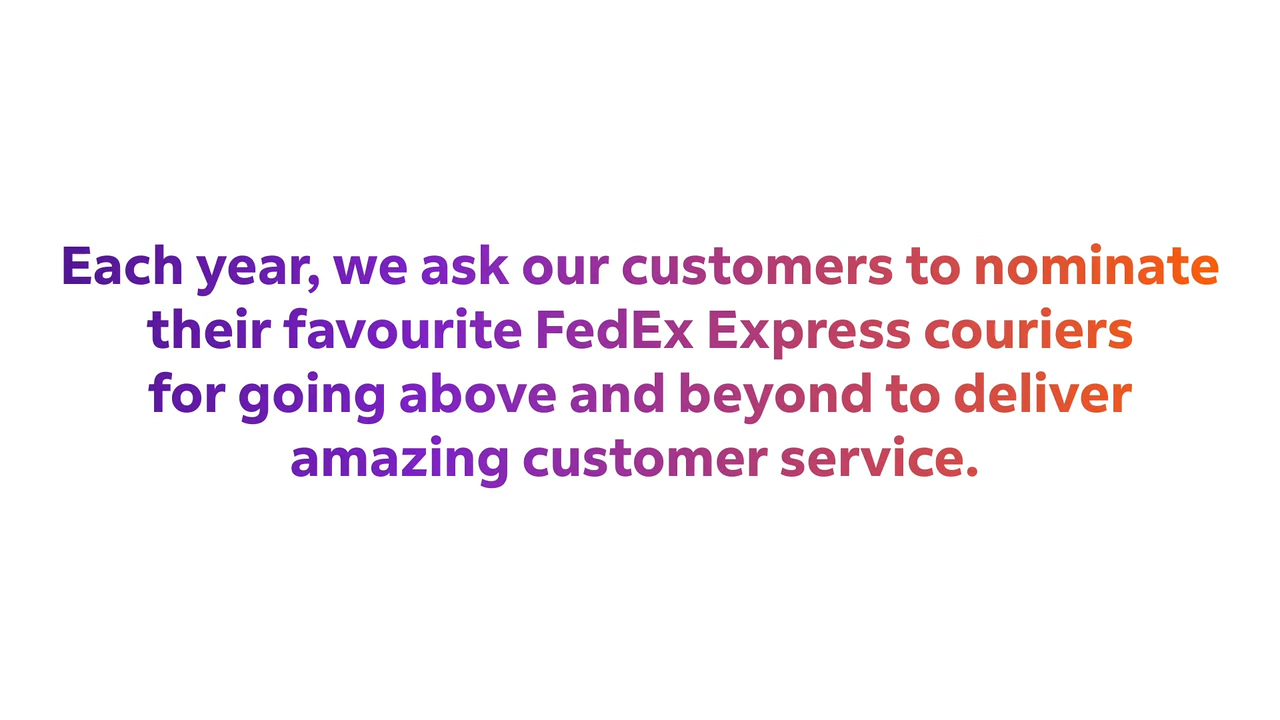 Each year, we ask our customers to nominate
their favourite FedEx Express couriers
for going above and beyond to deliver
amazing customer service.